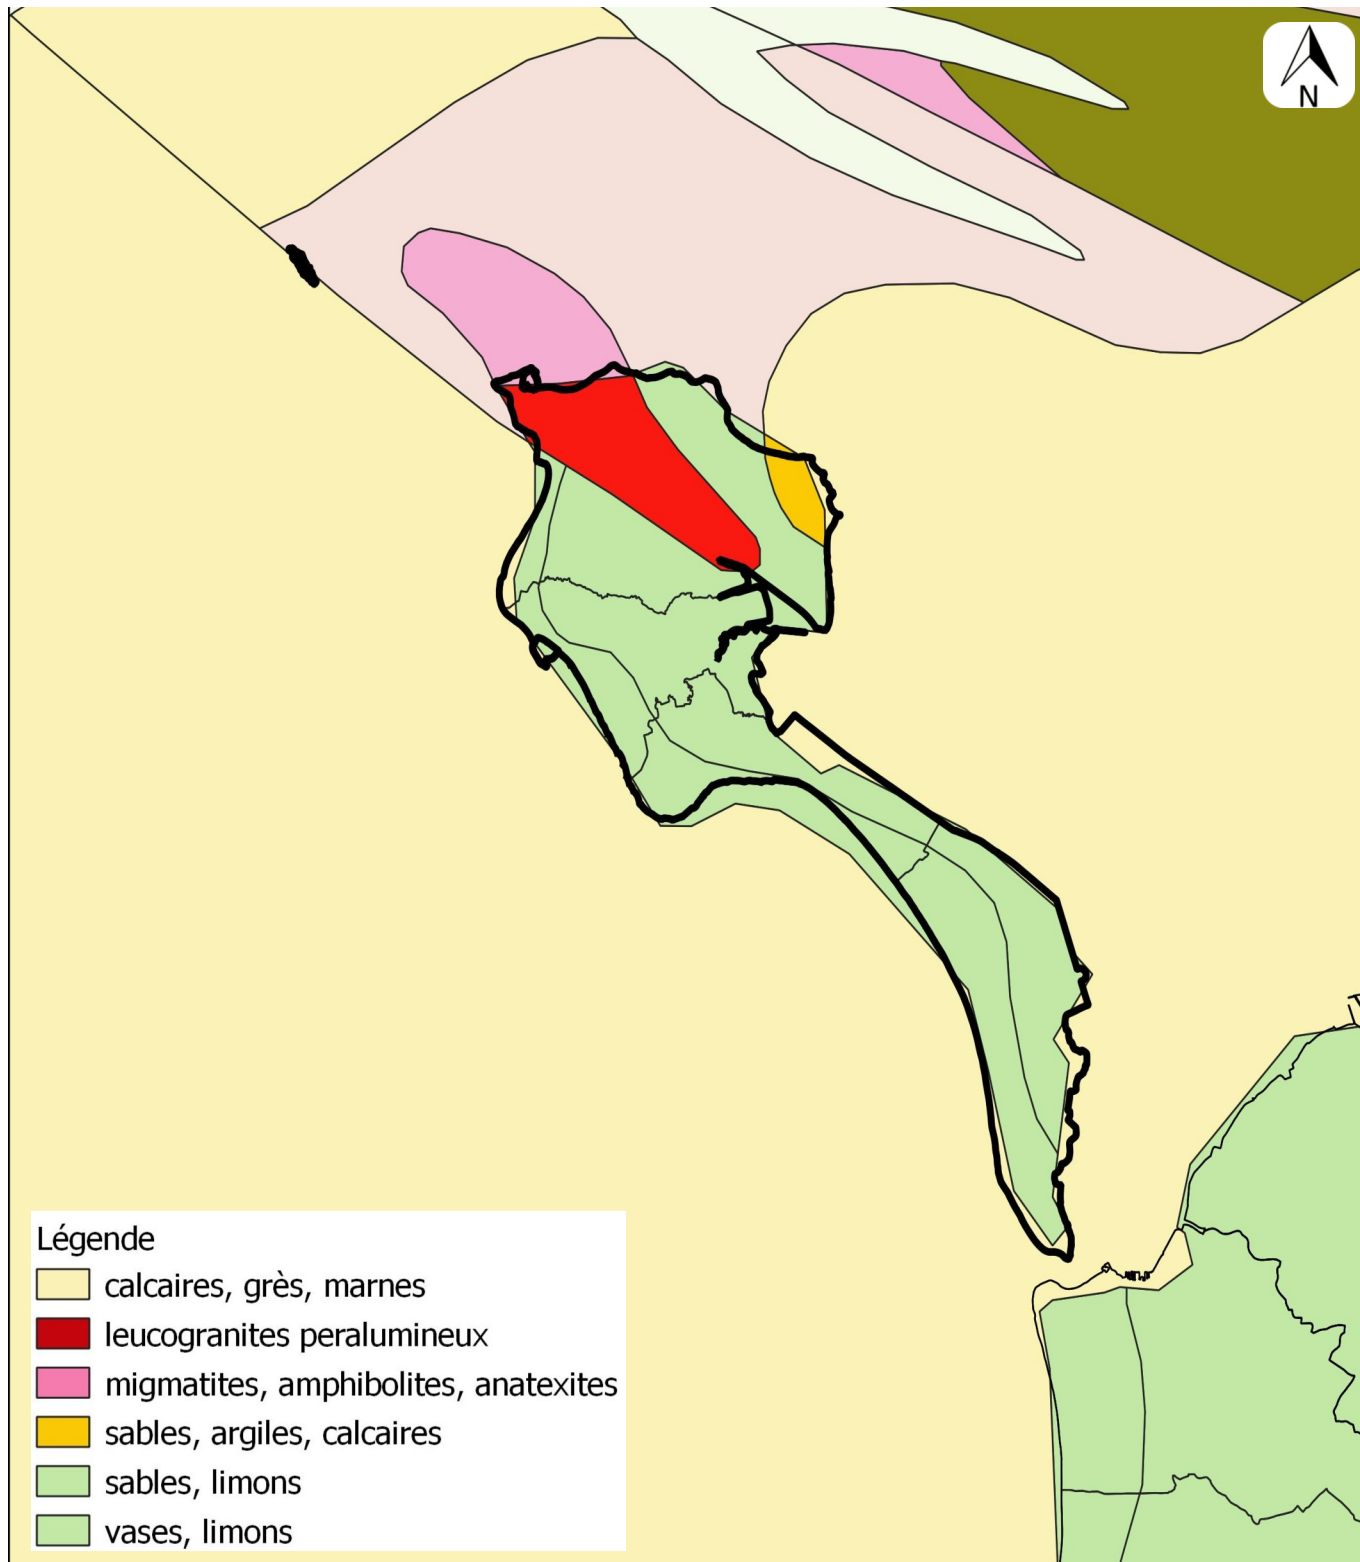 N
Légende
calcaires, grès, marnes
leucogranites peralumineux
migmatites, amphibolites, anatexites
sables, argiles, calcaires
sables, limons
vases, limons